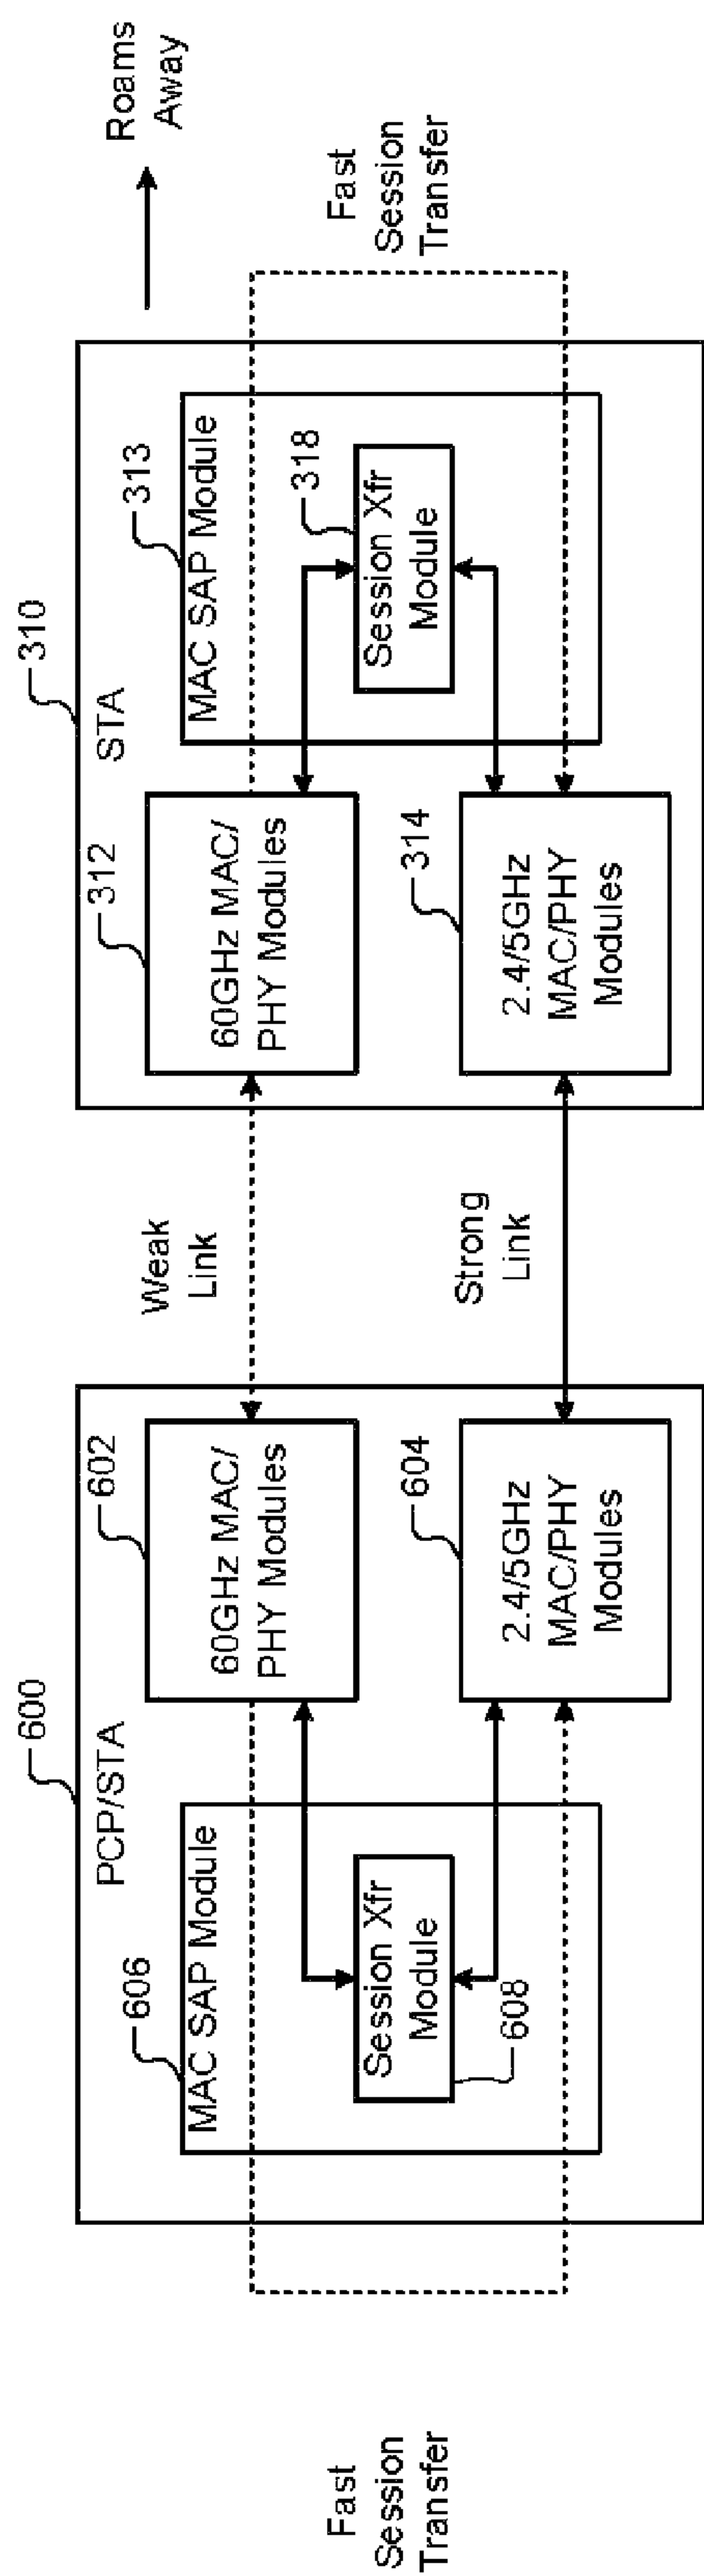 600
PCP/STA
606
MAC SAP Module
Session Xfr
Module
608
602
60GHz MAC/
PHY Modules
604
2.4/5GHz
MAC/PHY
Modules
Fast
Session
Transfer
Weak
Link
Strong
Link
310
STA
312
60GHz MAC/
PHY Modules
314
2.4/5GHz
MAC/PHY
Modules
313
MAC SAP Module
318
Session Xfr
Module
Roams
Away
Fast
Session
Transfer